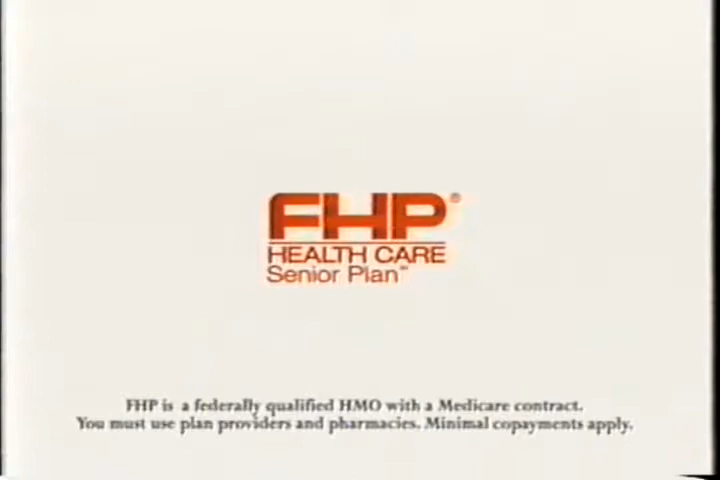 FHP®
HEALTH CARE
Senior Plan™
FHP is a federally qualified HMO with a Medicare contract.
You must use plan providers and pharmacies. Minimal copayments apply.